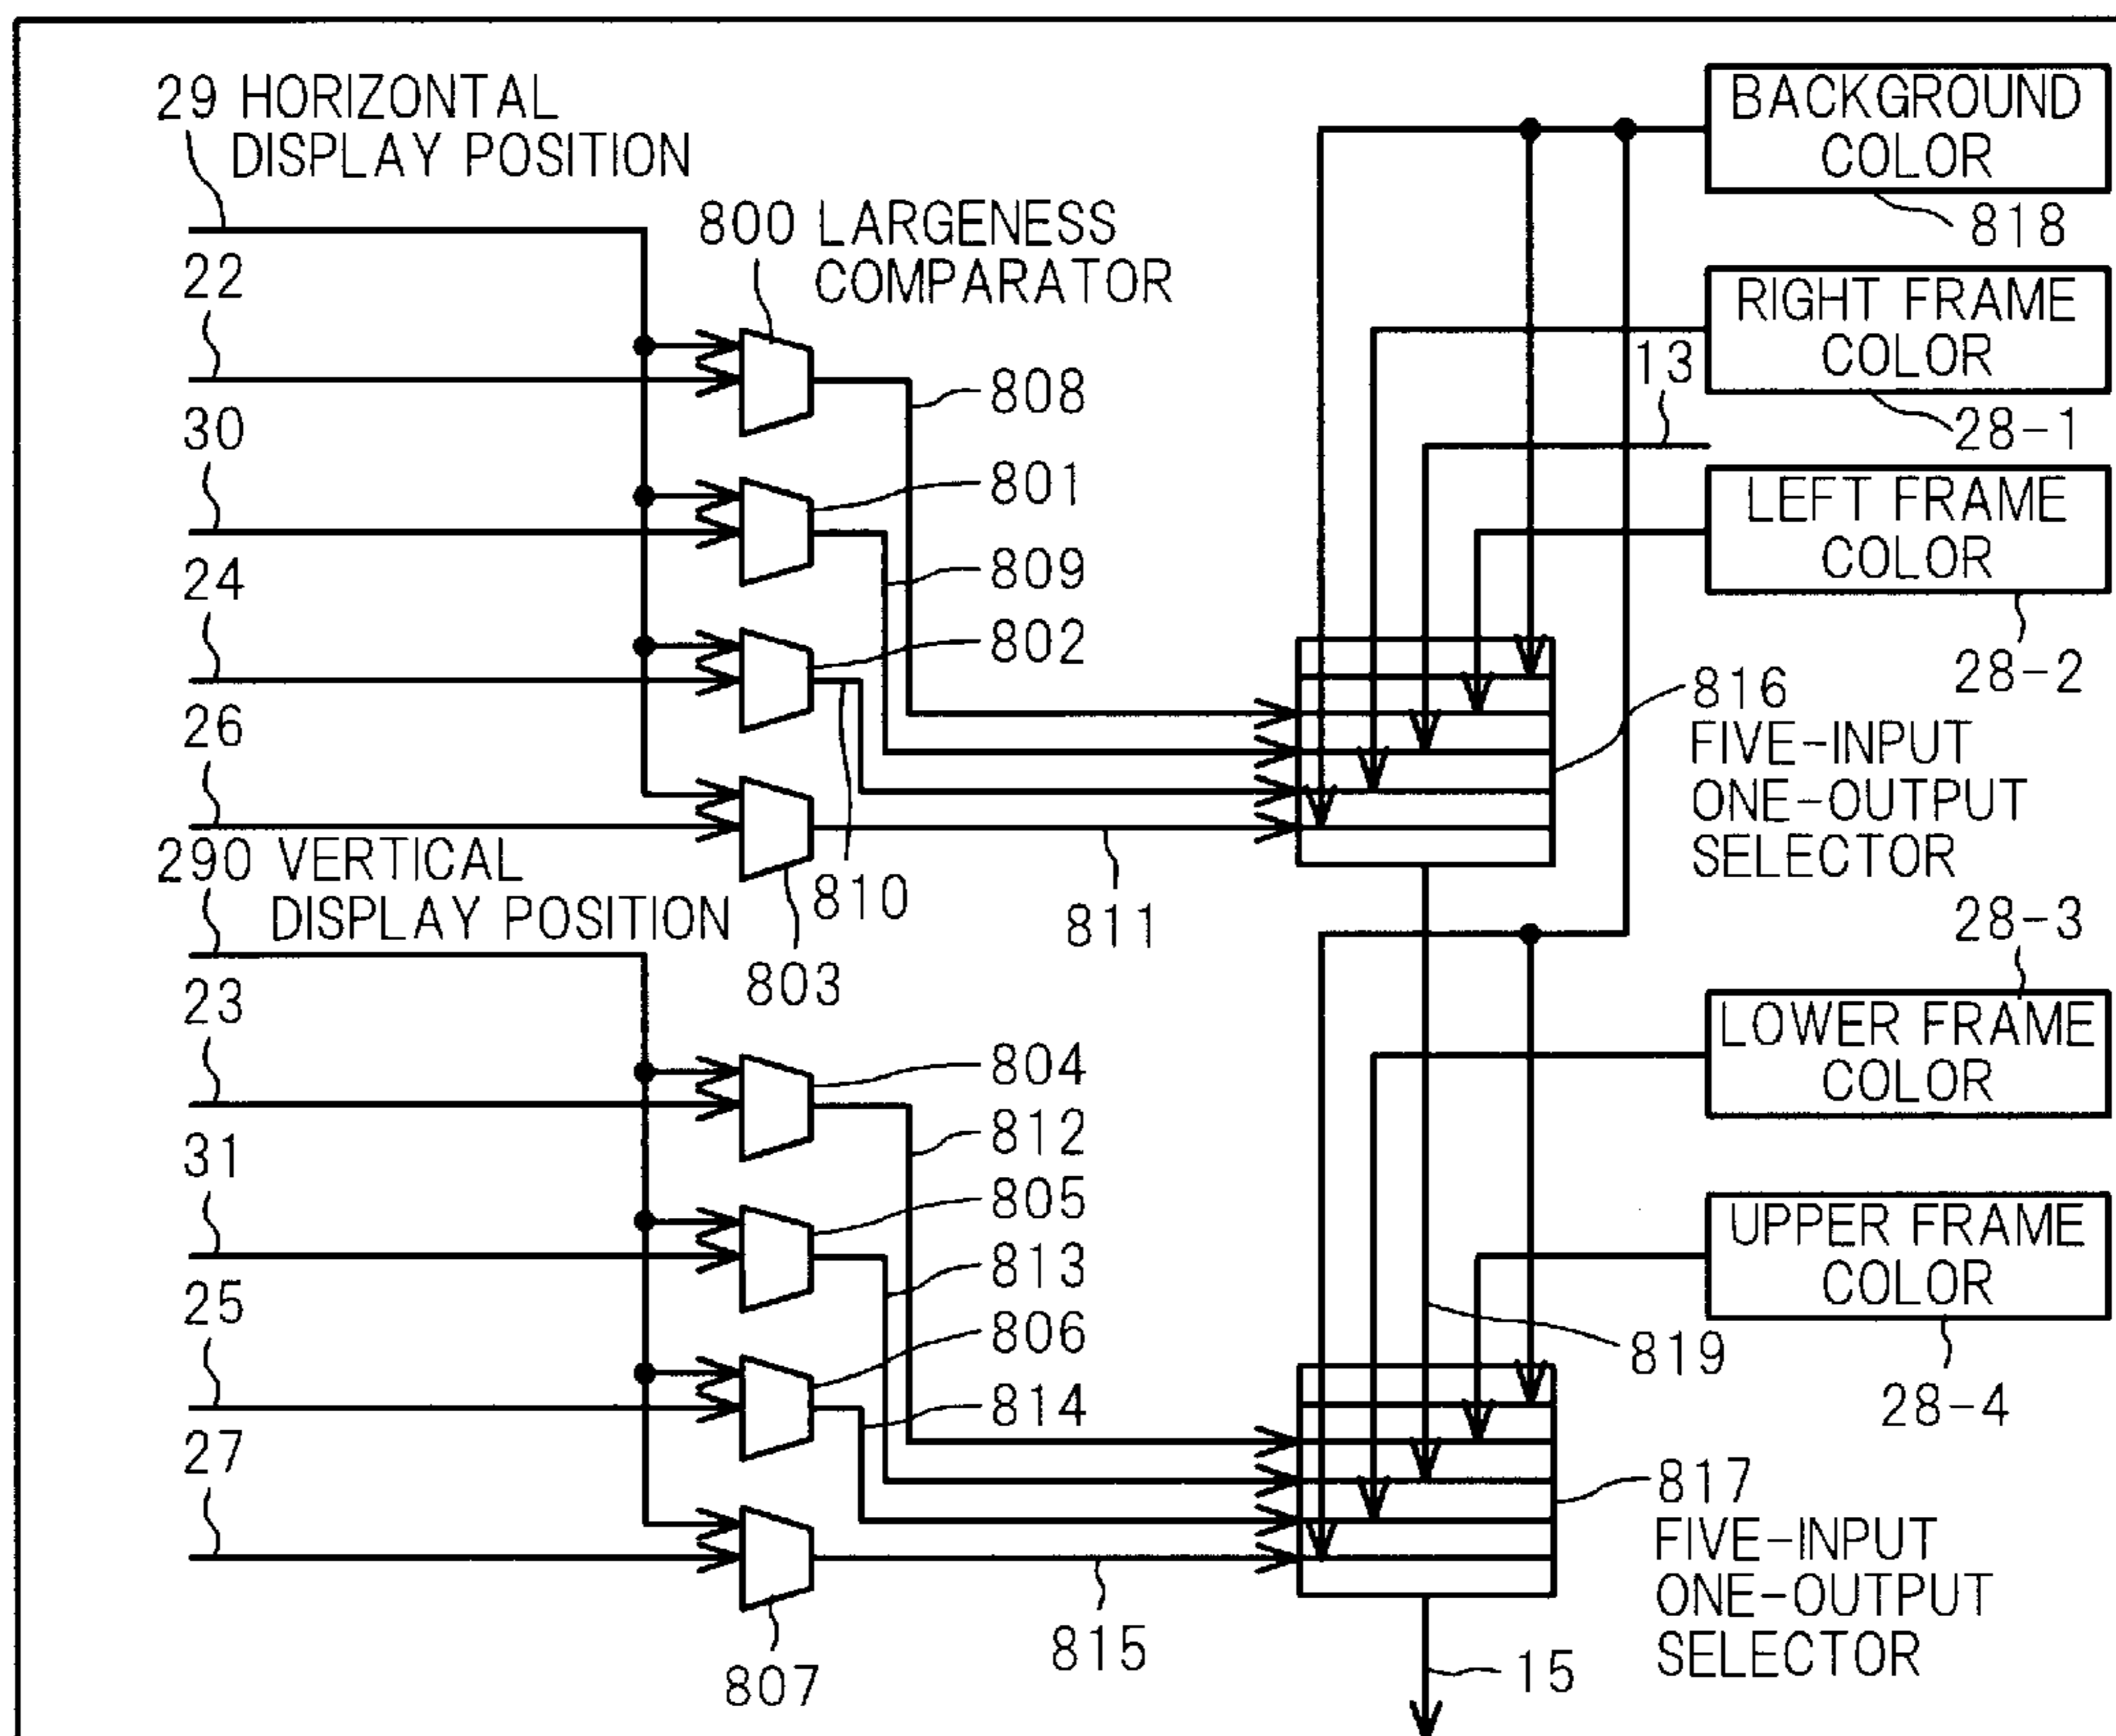 29 HORIZONTAL
DISPLAY POSITION
22
30
24
26
290 VERTICAL
DISPLAY POSITION
23
31
25
27
800 LARGENESS
COMPARATOR
808
801
809
802
810
803
811
804
812
805
813
806
814
807
815
BACKGROUND
COLOR
818
RIGHT FRAME
COLOR
13
28-1
LEFT FRAME
COLOR
28-2
816
FIVE-INPUT
ONE-OUTPUT
SELECTOR
28-3
LOWER FRAME
COLOR
UPPER FRAME
COLOR
819
28-4
817
FIVE-INPUT
ONE-OUTPUT
SELECTOR
15